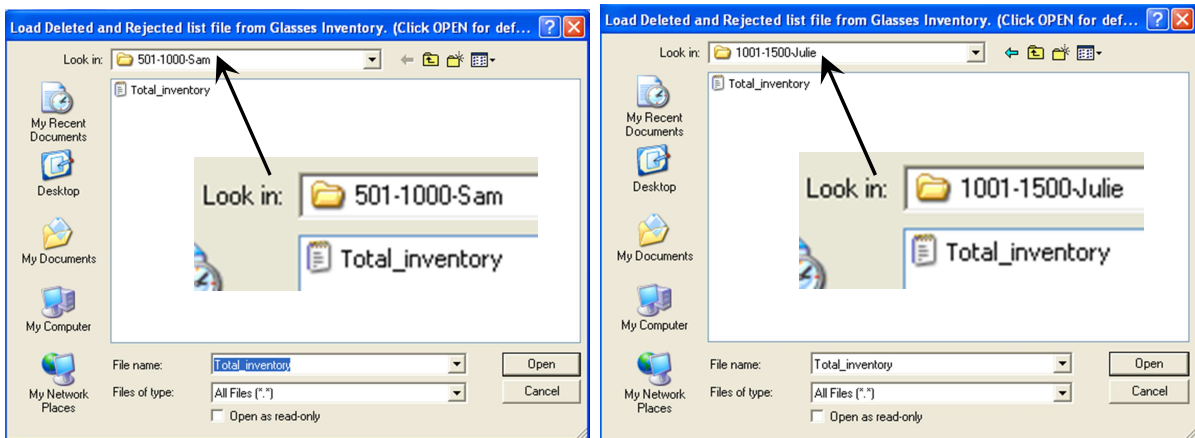 Load Deleted and Rejected list file from Glasses Inventory. (Click OPEN for def...
Look in:
501-1000-Sam
Total_inventory
My Recent
Documents
Desktop
My Documents
My Computer
My Network
Places
Look in:
501-1000-Sam
Total_inventory
File name:
Total_inventory
Open
Files of type:
All Files (*.*)
Cancel
Open as read-only
Load Deleted and Rejected list file from Glasses Inventory. (Click OPEN for def...
Look in:
1001-1500-Julie
Total_inventory
My Recent
Documents
Desktop
My Documents
My Computer
My Network
Places
Look in:
1001-1500-Julie
Total_inventory
File name:
Total_inventory
Open
Files of type:
All Files (*.*)
Cancel
Open as read-only